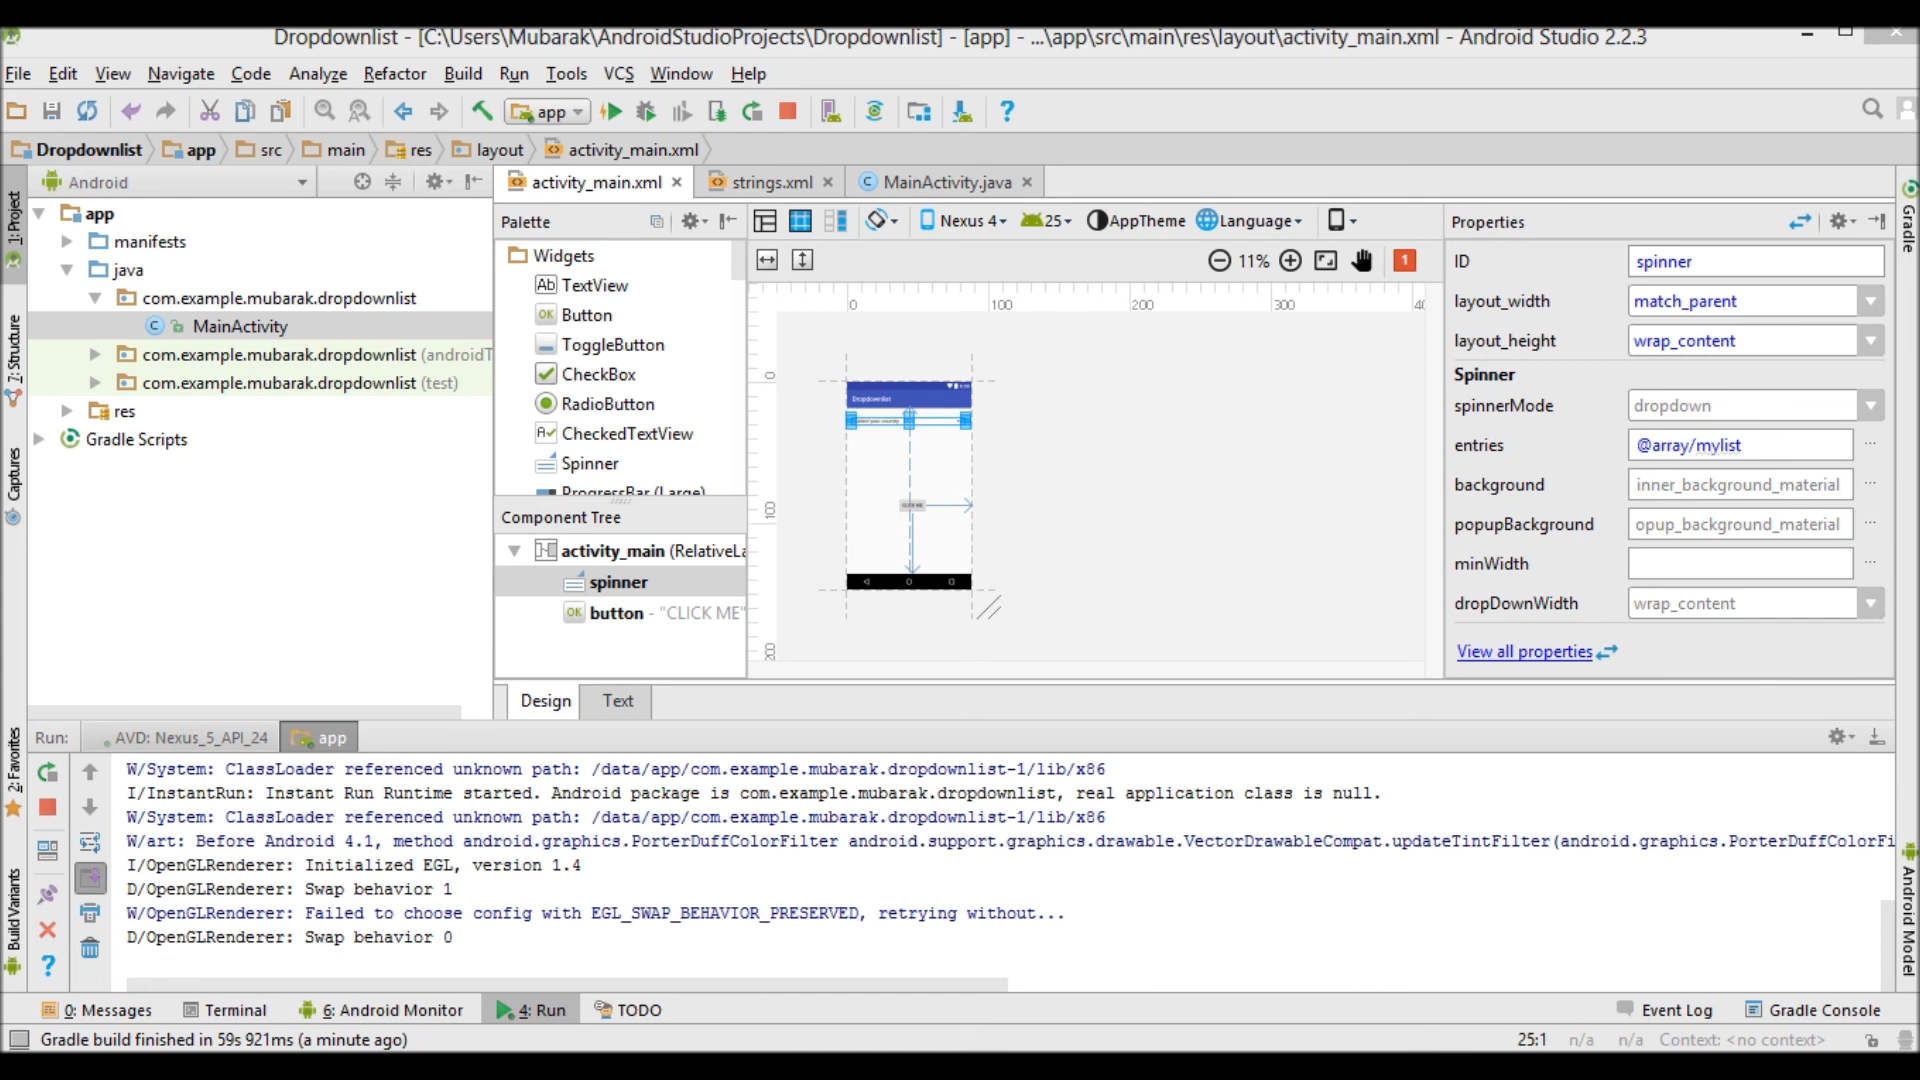 Dropdownlist - [C:\Users\Mubarak\AndroidStudioProjects\Dropdownlist] - [app] - ...\app\src\main\res\layout\activity_main.xml - Android Studio 2.2.3
File Edit View Navigate Code Analyze Refactor Build Run Tools VCS Window Help
app
Dropdownlist app src main res layout activity_main.xml
1: Project
7: Structure
Captures
2: Favorites
Build Variants
Android
app
manifests
java
com.example.mubarak.dropdownlist
MainActivity
com.example.mubarak.dropdownlist (androidT
com.example.mubarak.dropdownlist (test)
res
Gradle Scripts
activity_main.xml strings.xml MainActivity.java
Palette
Widgets
TextView
Button
ToggleButton
CheckBox
RadioButton
CheckedTextView
Spinner
ProgressBar (Large)
Component Tree
activity_main (RelativeLa
spinner
button - "CLICK ME"
Nexus 4 25 AppTheme Language
11% 1
0 100 200 300 40
0
100
200
Dropdownlist
CLICK ME
Design Text
Properties
ID spinner
layout_width match_parent
layout_height wrap_content
Spinner
spinnerMode dropdown
entries @array/mylist
background inner_background_material
popupBackground opup_background_material
minWidth
dropDownWidth wrap_content
View all properties
Gradle
Android Model
Run: AVD: Nexus_5_API_24 app
W/System: ClassLoader referenced unknown path: /data/app/com.example.mubarak.dropdownlist-1/lib/x86
I/InstantRun: Instant Run Runtime started. Android package is com.example.mubarak.dropdownlist, real application class is null.
W/System: ClassLoader referenced unknown path: /data/app/com.example.mubarak.dropdownlist-1/lib/x86
W/art: Before Android 4.1, method android.graphics.PorterDuffColorFilter android.support.graphics.drawable.VectorDrawableCompat.updateTintFilter(android.graphics.PorterDuffColorFi
I/OpenGLRenderer: Initialized EGL, version 1.4
D/OpenGLRenderer: Swap behavior 1
W/OpenGLRenderer: Failed to choose config with EGL_SWAP_BEHAVIOR_PRESERVED, retrying without...
D/OpenGLRenderer: Swap behavior 0
0: Messages Terminal 6: Android Monitor 4: Run TODO Event Log Gradle Console
Gradle build finished in 59s 921ms (a minute ago) 25:1 n/a n/a Context: <no context>